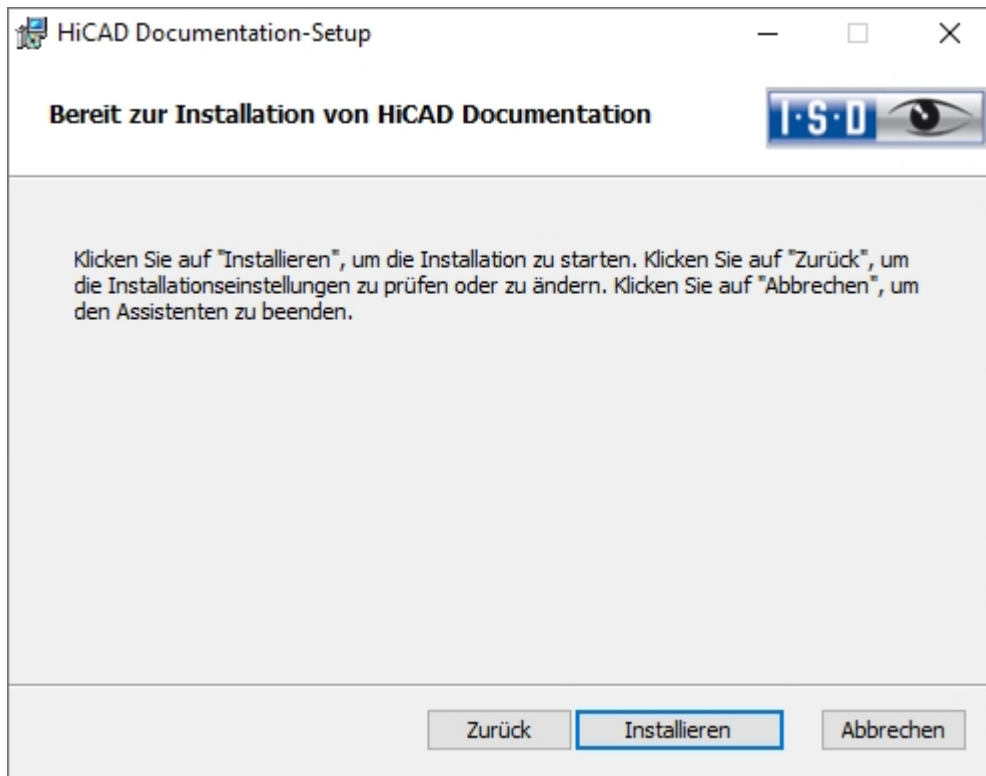 HiCAD Documentation-Setup
Bereit zur Installation von HiCAD Documentation
I·S·D
Klicken Sie auf "Installieren", um die Installation zu starten. Klicken Sie auf "Zurück", um
die Installationseinstellungen zu prüfen oder zu ändern. Klicken Sie auf "Abbrechen", um
den Assistenten zu beenden.
Zurück
Installieren
Abbrechen